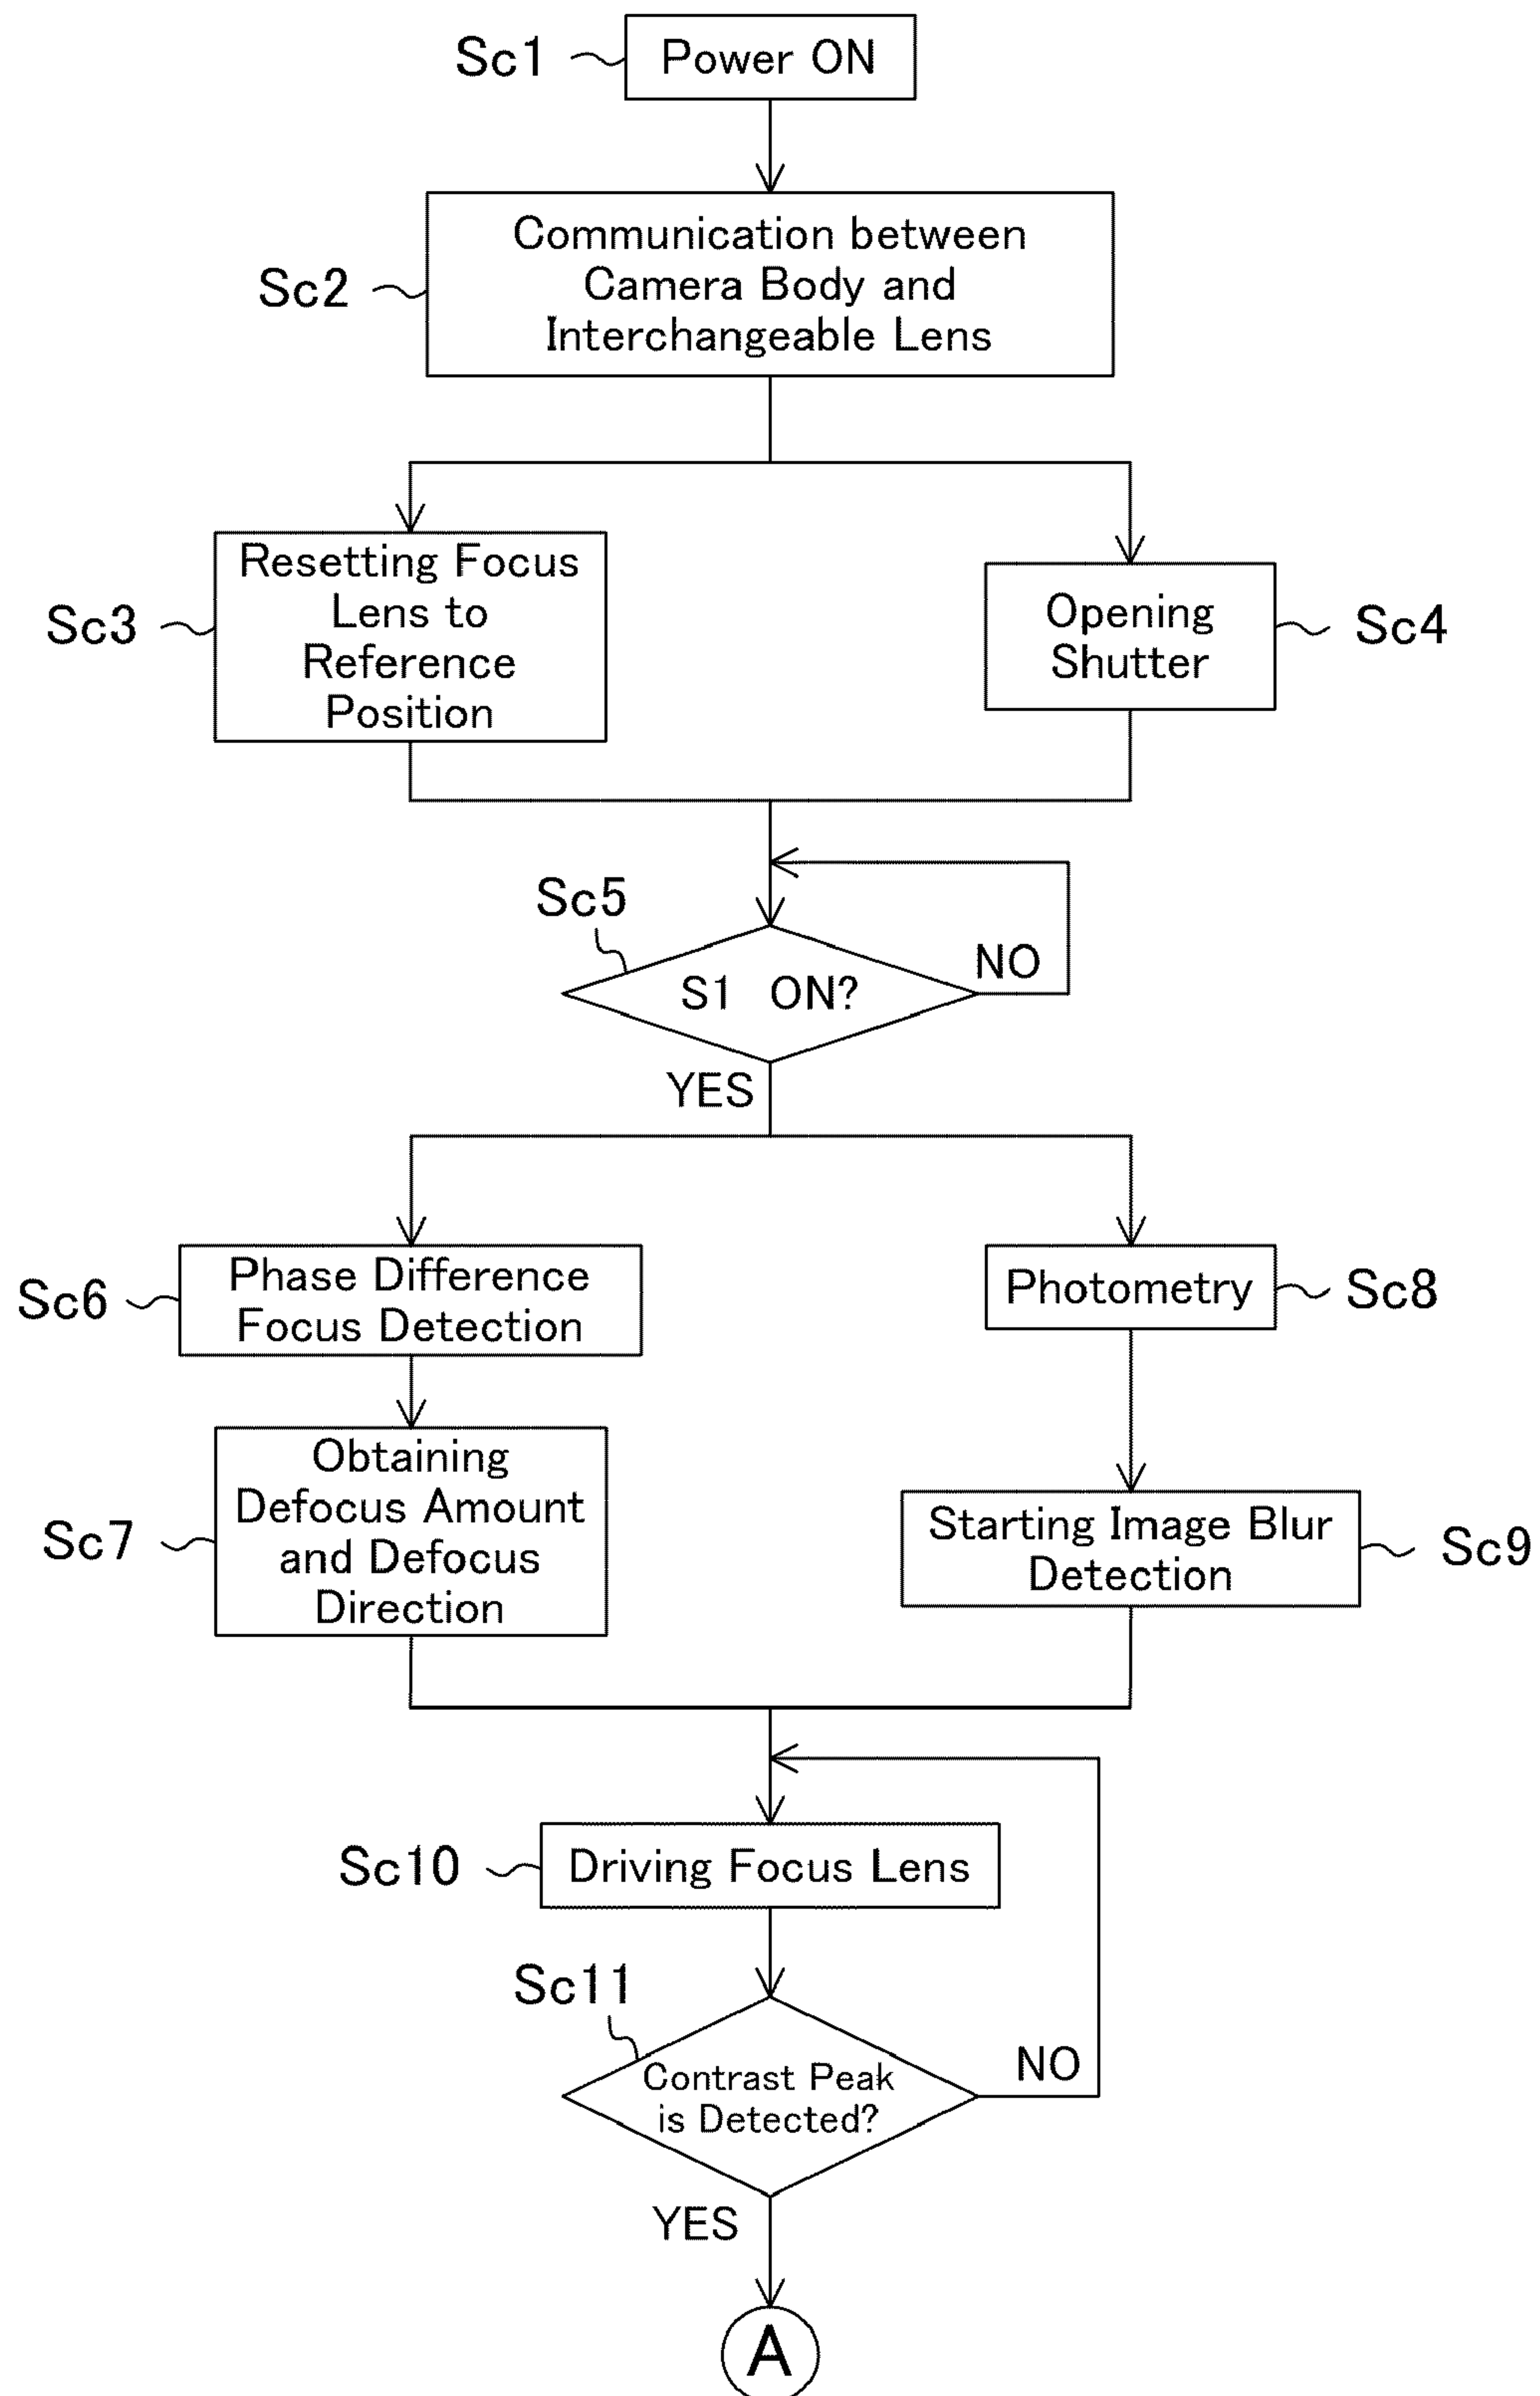 Sc1
Power ON
Sc2
Communication between
Camera Body and
Interchangeable Lens
Sc3
Resetting Focus
Lens to
Reference
Position
Opening
Shutter
Sc4
Sc5
S1 ON?
NO
YES
Sc6
Phase Difference
Focus Detection
Photometry
Sc8
Sc7
Obtaining
Defocus Amount
and Defocus
Direction
Starting Image Blur
Detection
Sc9
Sc10
Driving Focus Lens
Sc11
Contrast Peak
is Detected?
NO
YES
A